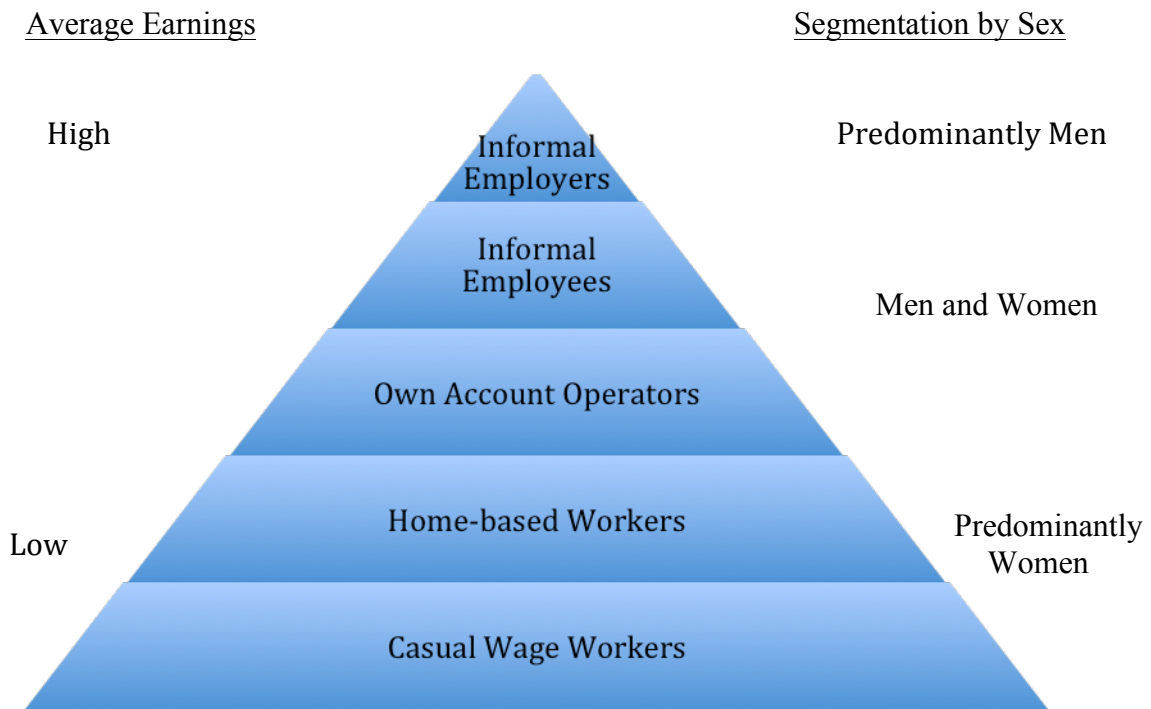 Average Earnings
Segmentation by Sex
High
Informal
Employers
Predominantly Men
Informal
Employees
Men and Women
Own Account Operators
Home-based Workers
Low
Predominantly
Women
Casual Wage Workers